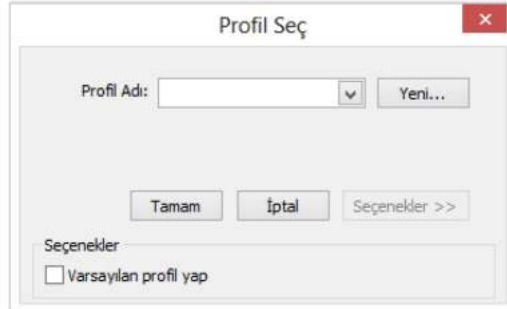 Profil Seç
Profil Adı:
Yeni...
Tamam
İptal
Seçenekler >>
Seçenekler
Varsayılan profil yap